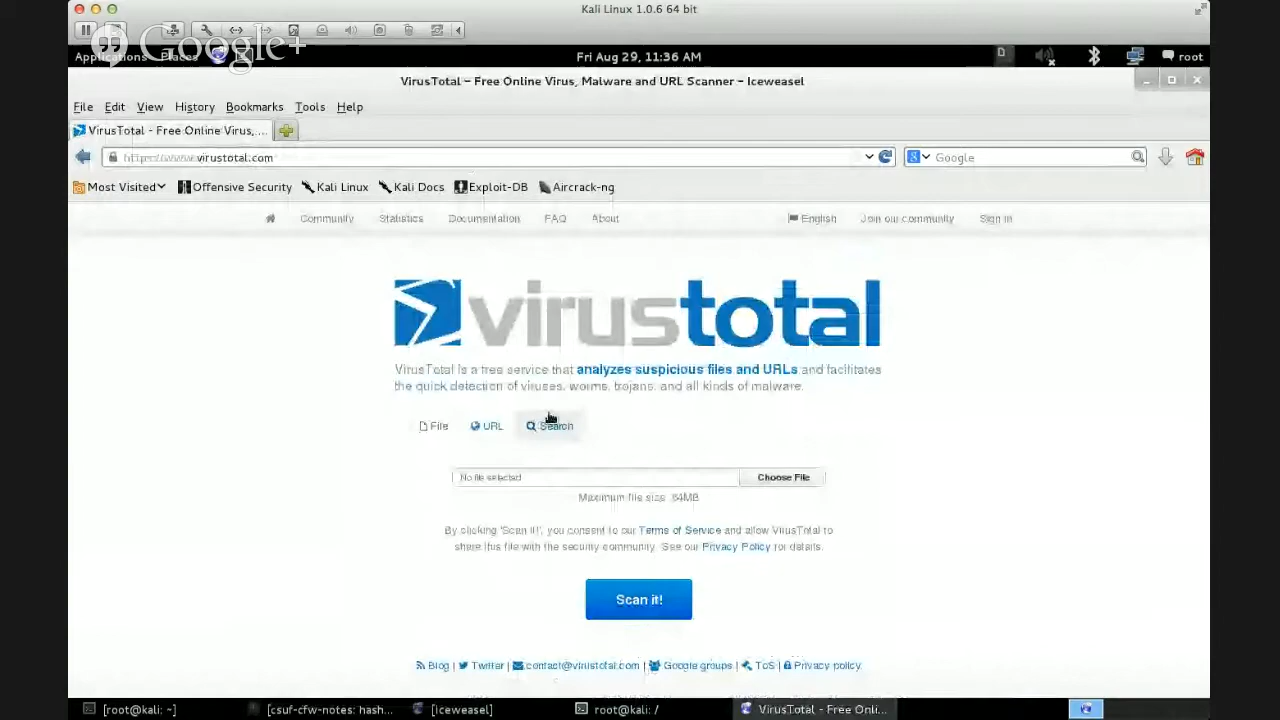 Kali Linux 1.0.6 64 bit
Google+
Applications Places
Fri Aug 29, 11:36 AM
root
VirusTotal - Free Online Virus, Malware and URL Scanner - Iceweasel
File Edit View History Bookmarks Tools Help
VirusTotal - Free Online Virus, ...
https://www.virustotal.com
Google
Most Visited Offensive Security Kali Linux Kali Docs Exploit-DB Aircrack-ng
Community Statistics Documentation FAQ About English Join our community Sign in
virustotal
VirusTotal is a free service that analyzes suspicious files and URLs and facilitates
the quick detection of viruses, worms, trojans, and all kinds of malware.
File URL Search
No file selected Choose File
Maximum file size: 64MB
By clicking 'Scan it!', you consent to our Terms of Service and allow VirusTotal to
share this file with the security community. See our Privacy Policy for details.
Scan it!
Blog | Twitter | contact@virustotal.com | Google groups | ToS | Privacy policy
[root@kali: ~] [csuf-cfw-notes: hash... [Iceweasel] root@kali: / VirusTotal - Free Onli...